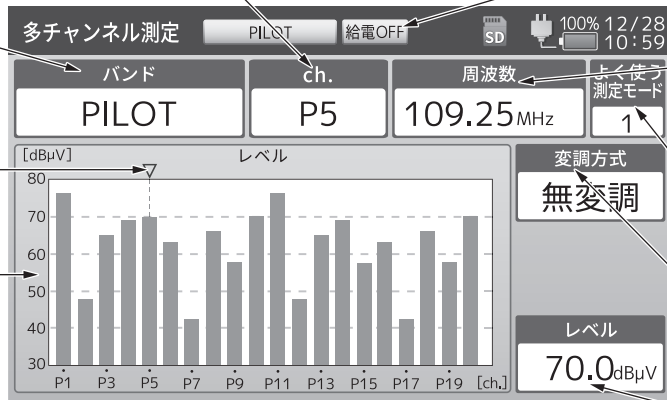 多チャンネル測定 PILOT 給電OFF SD 100% 12/28
10:59
バンド ch. 周波数 よく使う
測定モード
PILOT P5 109.25MHz 1
[dBµV] レベル 変調方式
無変調
80
70
60
50
40
30
P1 P3 P5 P7 P9 P11 P13 P15 P17 P19 [ch.]
レベル
70.0dBµV